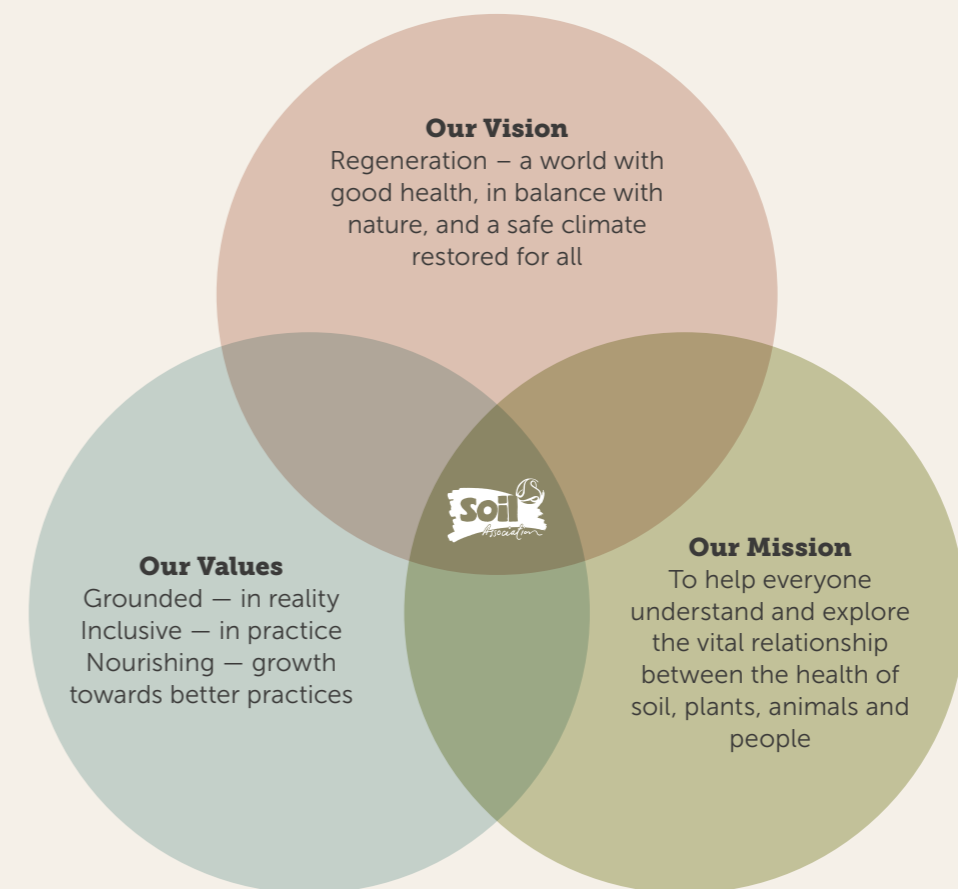 Our Vision
Regeneration – a world with
good health, in balance with
nature, and a safe climate
restored for all
Soil
Association
Our Values
Grounded — in reality
Inclusive — in practice
Nourishing — growth
towards better practices
Our Mission
To help everyone
understand and explore
the vital relationship
between the health of
soil, plants, animals and
people